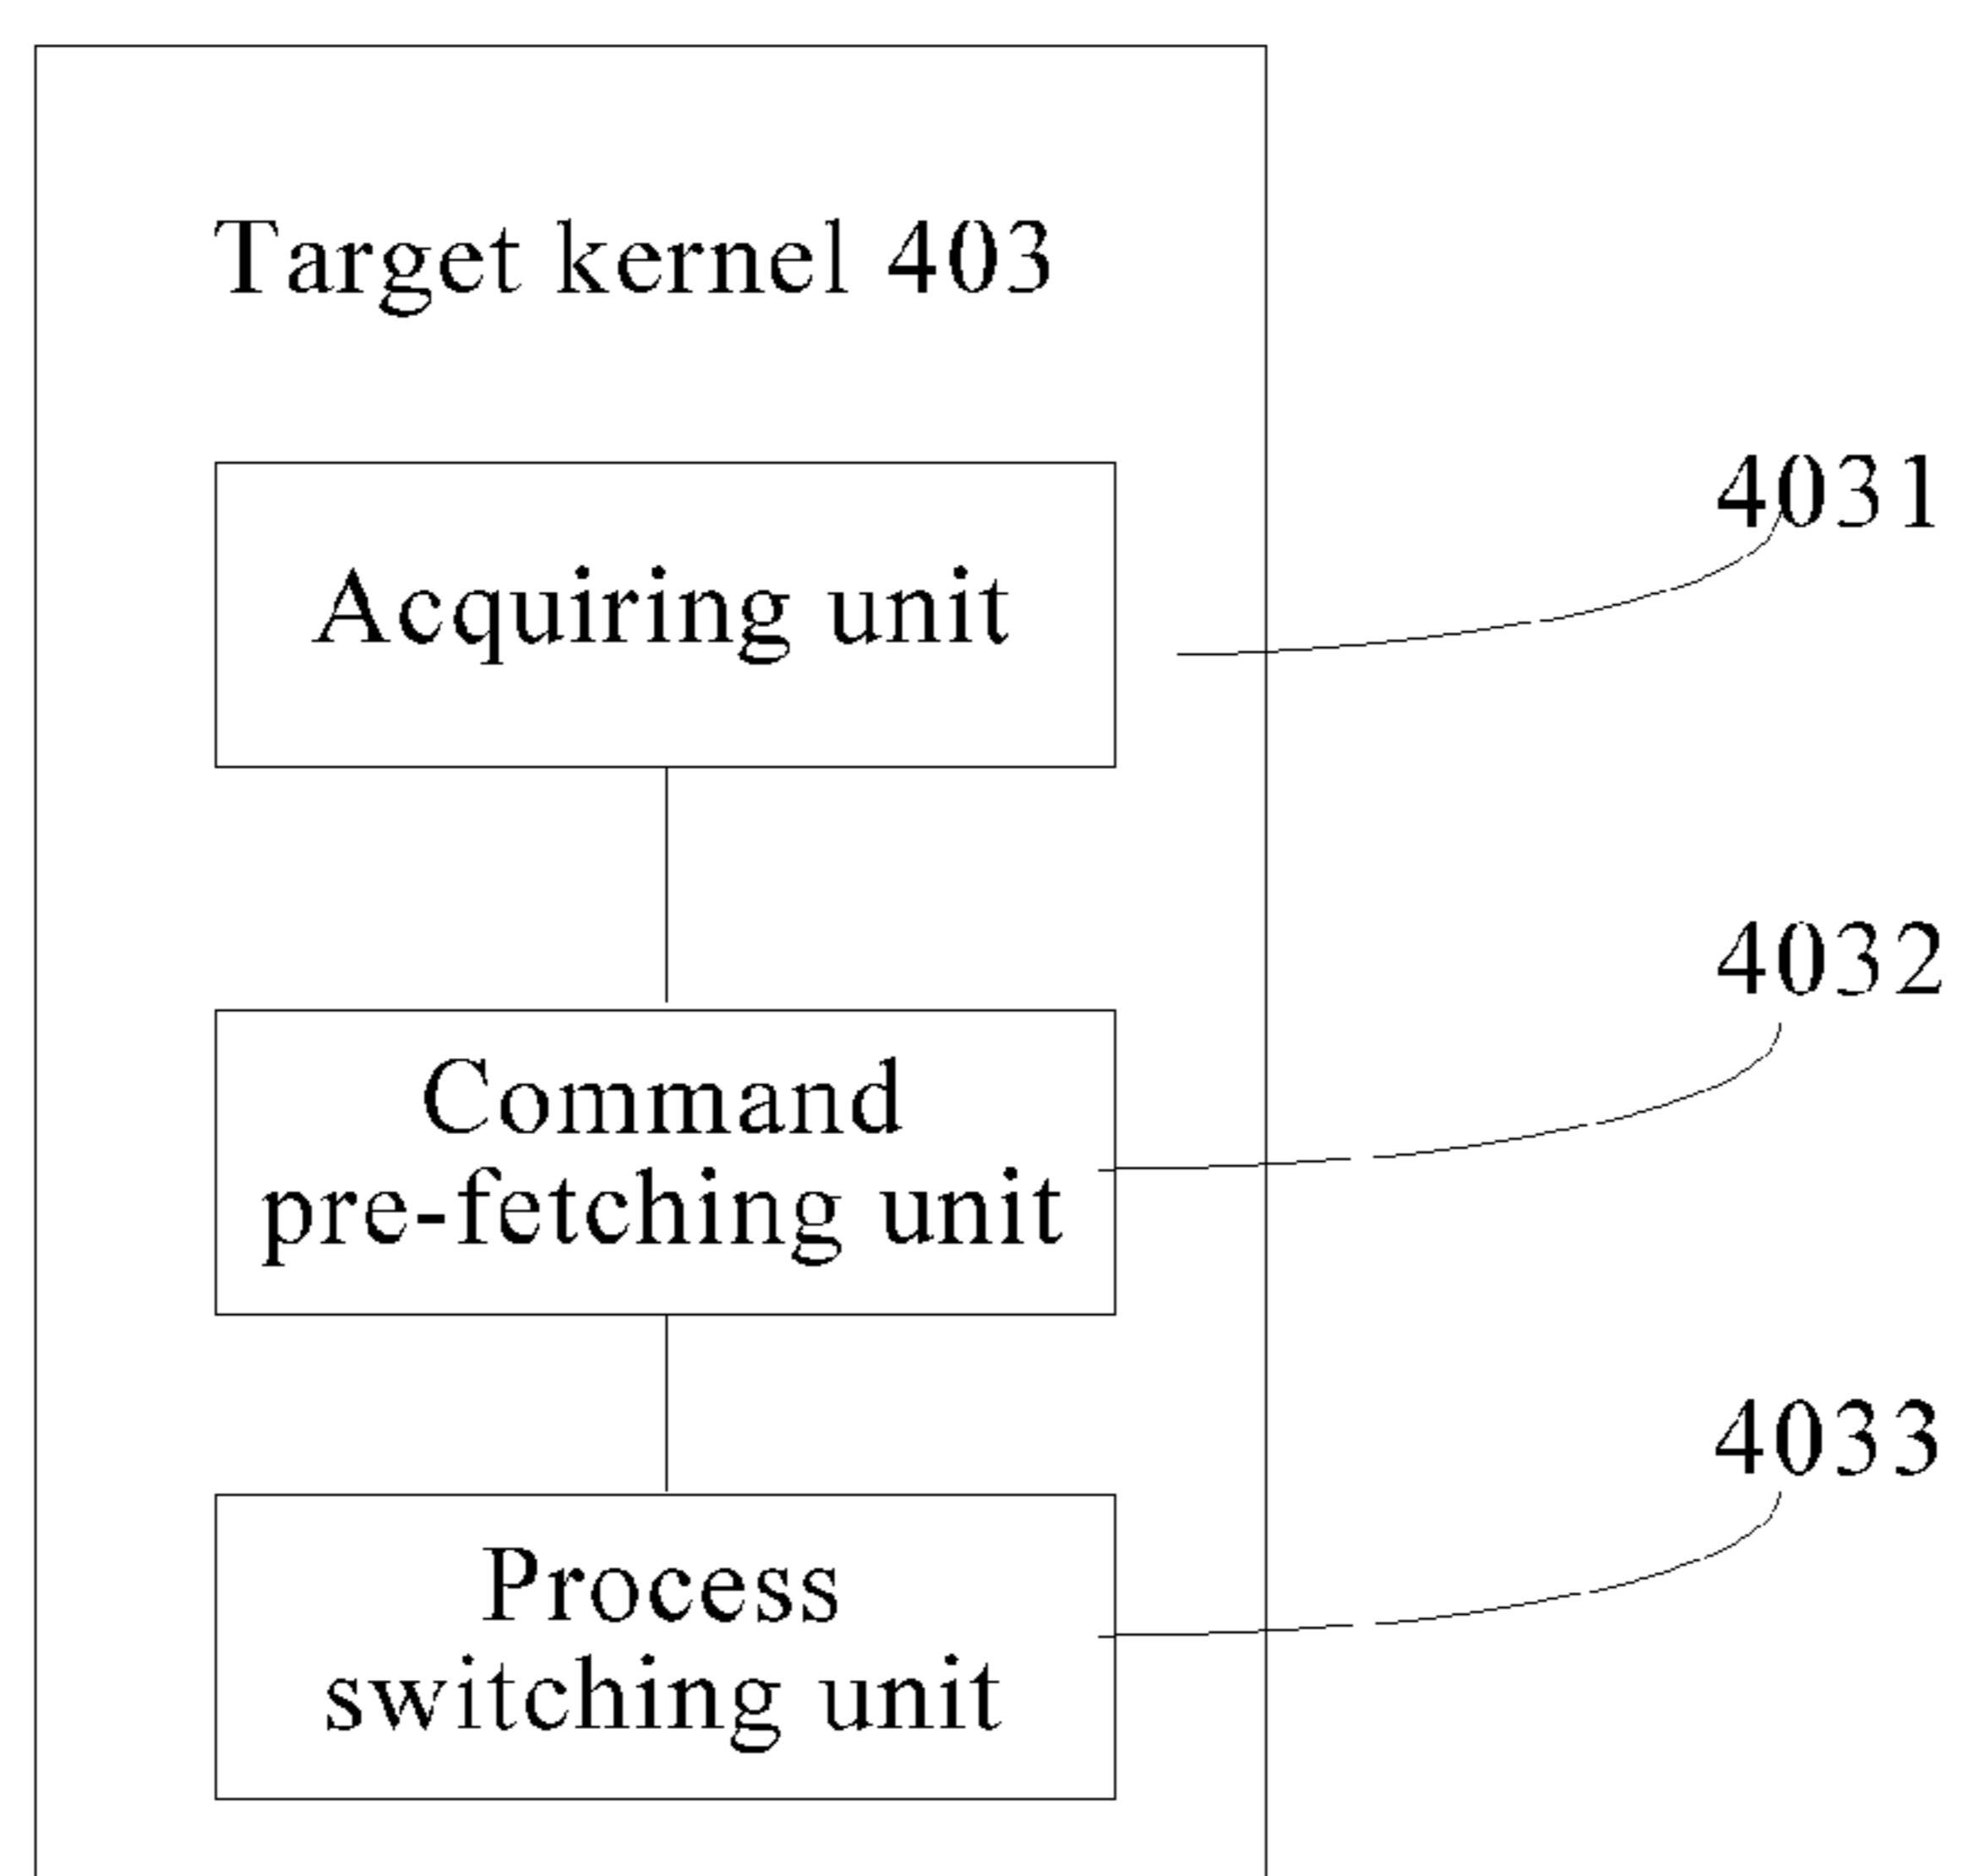 Target kernel 403
4031
Acquiring unit
4032
Command
pre-fetching unit
4033
Process
switching unit